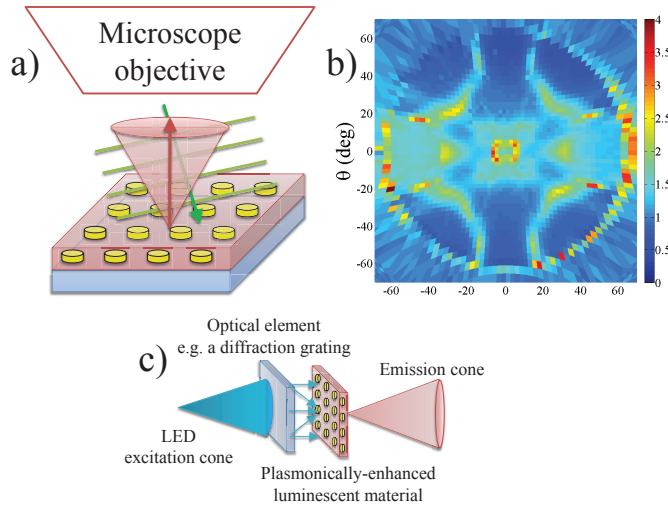 a)
Microscope
objective
b)
θ (deg)
60
40
20
0
-20
-40
-60
-60 -40 -20 0 20 40 60
4
3.5
3
2.5
2
1.5
1
0.5
0
c)
Optical element
e.g. a diffraction grating
Emission cone
LED
excitation cone
Plasmonically-enhanced
luminescent material